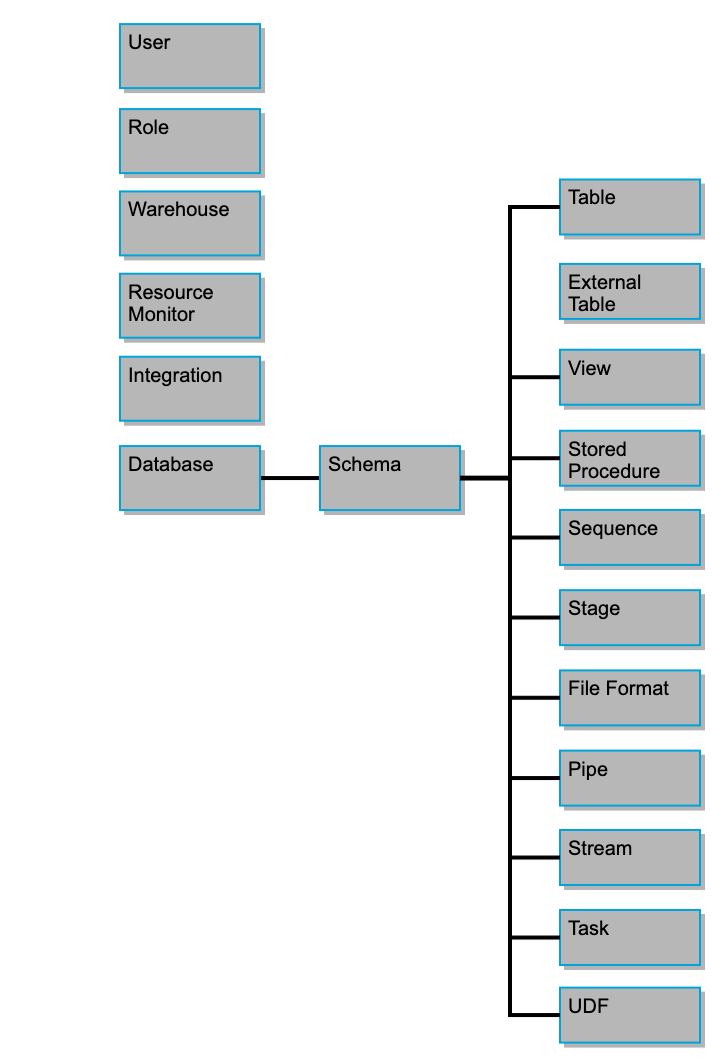 User
Role
Warehouse
Resource
Monitor
Integration
Database
Schema
Table
External
Table
View
Stored
Procedure
Sequence
Stage
File Format
Pipe
Stream
Task
UDF